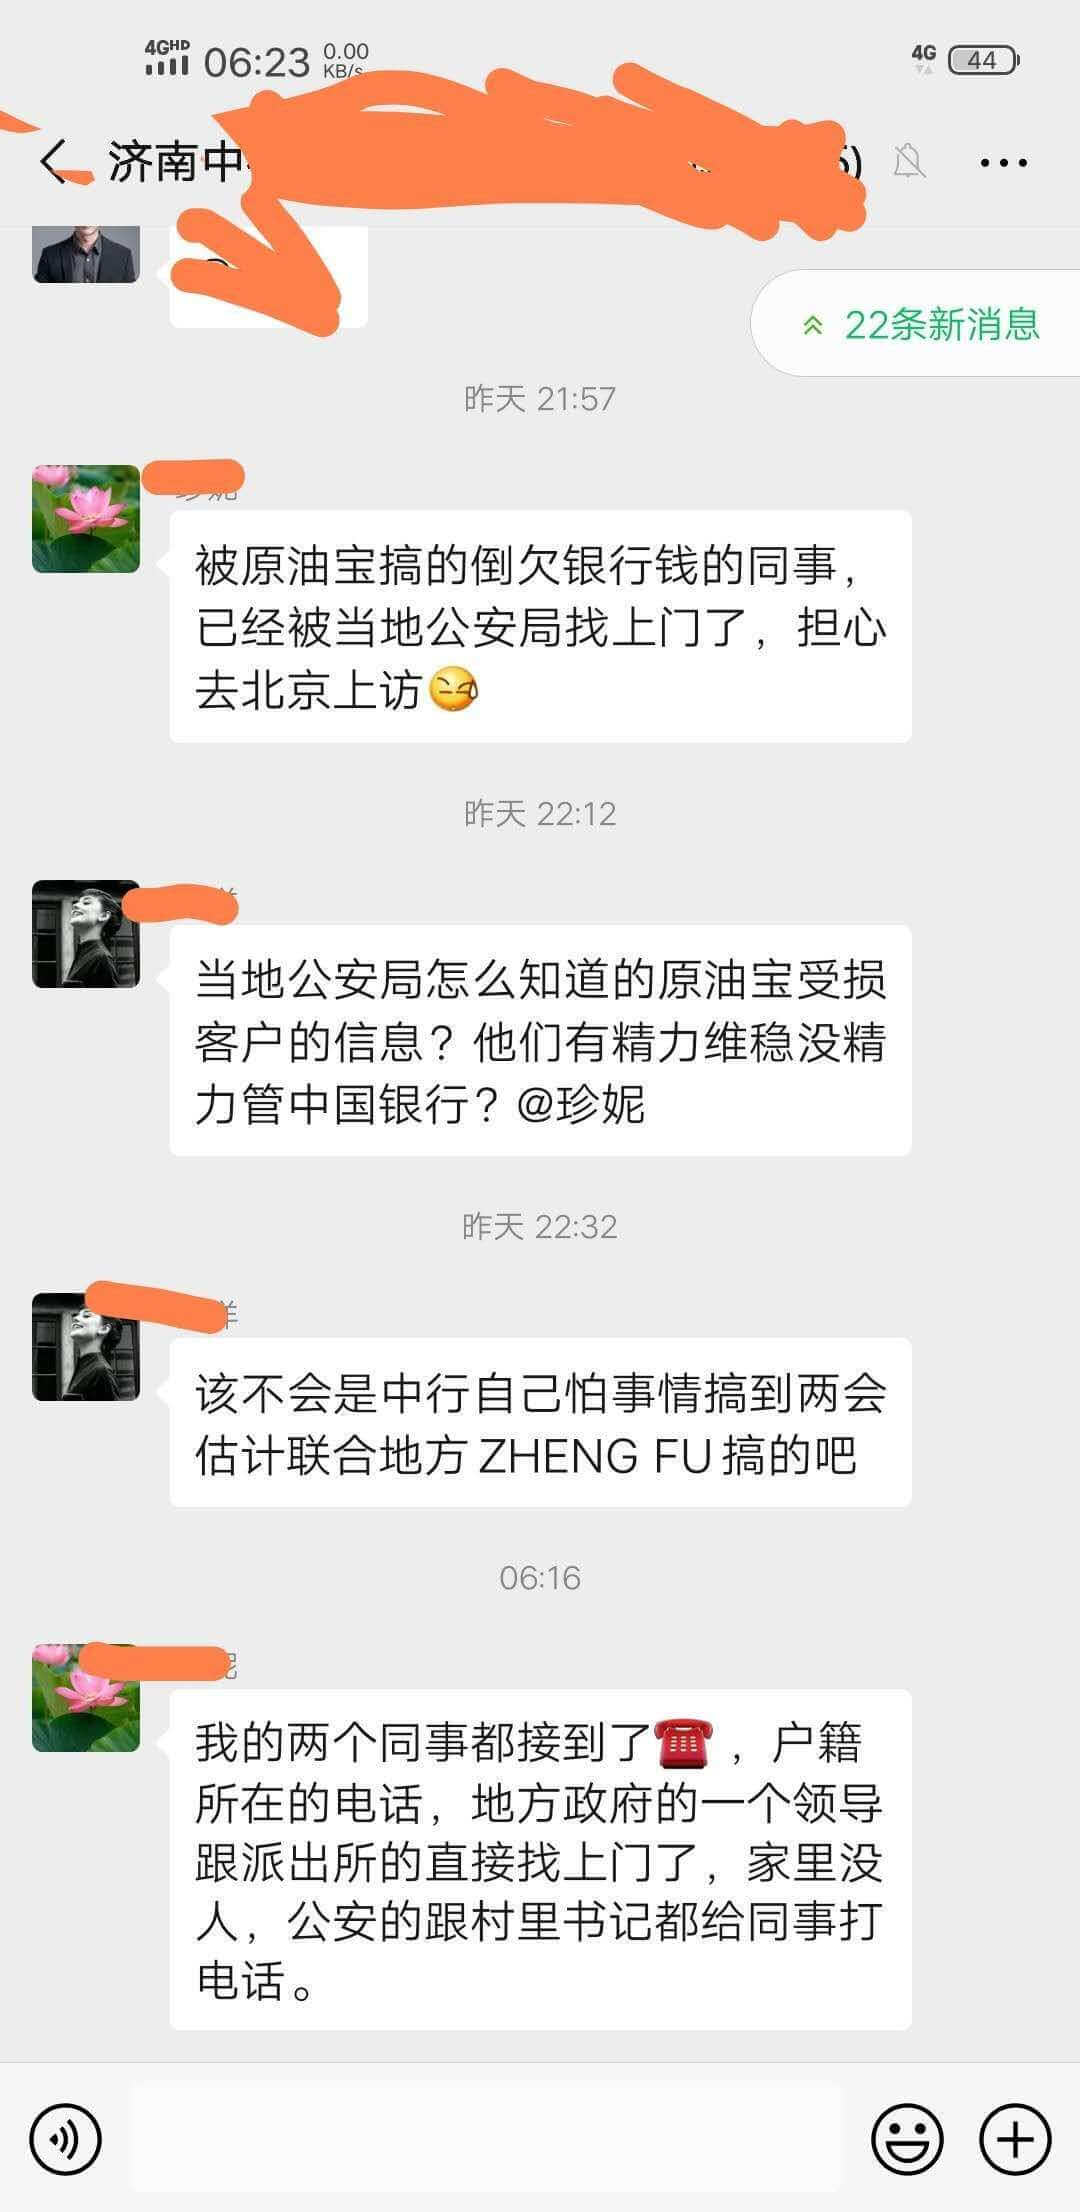 4GHD 06:23 0.00 KB/s 4G 44
济南中
5)
22条新消息
昨天 21:57
珍妮
被原油宝搞的倒欠银行钱的同事，
已经被当地公安局找上门了，担心
去北京上访
昨天 22:12
当地公安局怎么知道的原油宝受损
客户的信息？他们有精力维稳没精
力管中国银行？@珍妮
昨天 22:32
该不会是中行自己怕事情搞到两会
估计联合地方 ZHENG FU 搞的吧
06:16
我的两个同事都接到了☎️，户籍
所在的电话，地方政府的一个领导
跟派出所的直接找上门了，家里没
人，公安的跟村里书记都给同事打
电话。